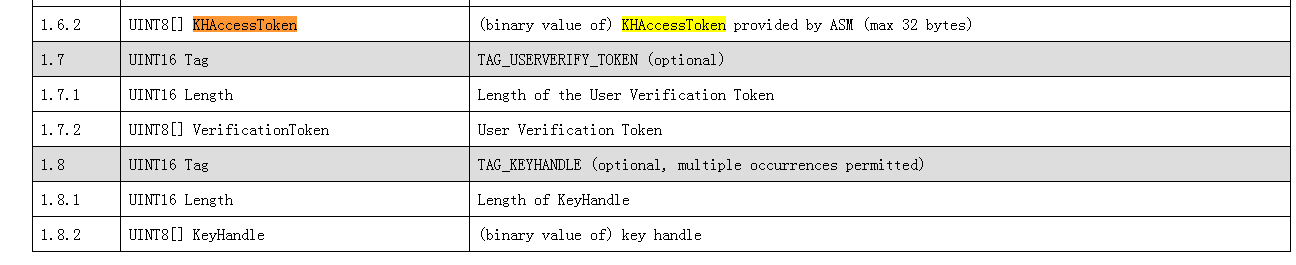 1.6.2 UINT8[] KHAccessToken (binary value of) KHAccessToken provided by ASM (max 32 bytes)
1.7 UINT16 Tag TAG_USERVERIFY_TOKEN (optional)
1.7.1 UINT16 Length Length of the User Verification Token
1.7.2 UINT8[] VerificationToken User Verification Token
1.8 UINT16 Tag TAG_KEYHANDLE (optional, multiple occurrences permitted)
1.8.1 UINT16 Length Length of KeyHandle
1.8.2 UINT8[] KeyHandle (binary value of) key handle